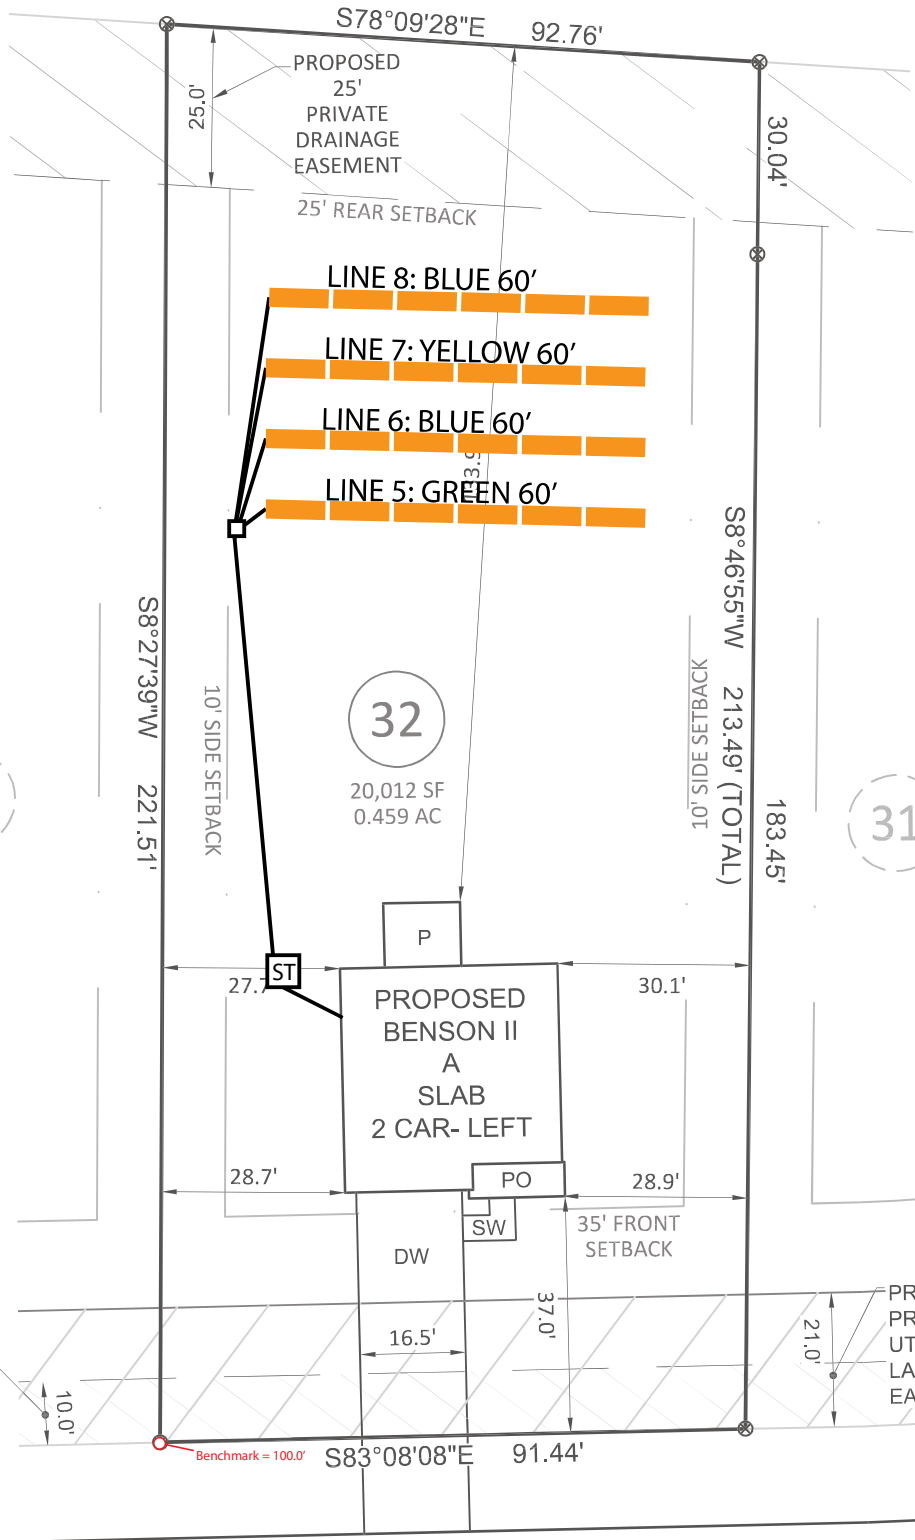 S78°09'28"E 92.76'
PROPOSED
25'
PRIVATE
DRAINAGE
EASEMENT
25.0'
30.04'
25' REAR SETBACK
LINE 8: BLUE 60'
LINE 7: YELLOW 60'
LINE 6: BLUE 60'
LINE 5: GREEN 60'
S8°27'39"W 221.51'
10' SIDE SETBACK
32
20,012 SF
0.459 AC
10' SIDE SETBACK
S8°46'55"W 213.49' (TOTAL)
183.45'
31
P
ST
27.7
30.1'
PROPOSED
BENSON II
A
SLAB
2 CAR- LEFT
28.7'
PO
28.9'
SW
35' FRONT
SETBACK
DW
37.0'
16.5'
21.0'
PR
PR
UT
LA
EA
10.0'
Benchmark = 100.0'
S83°08'08"E 91.44'